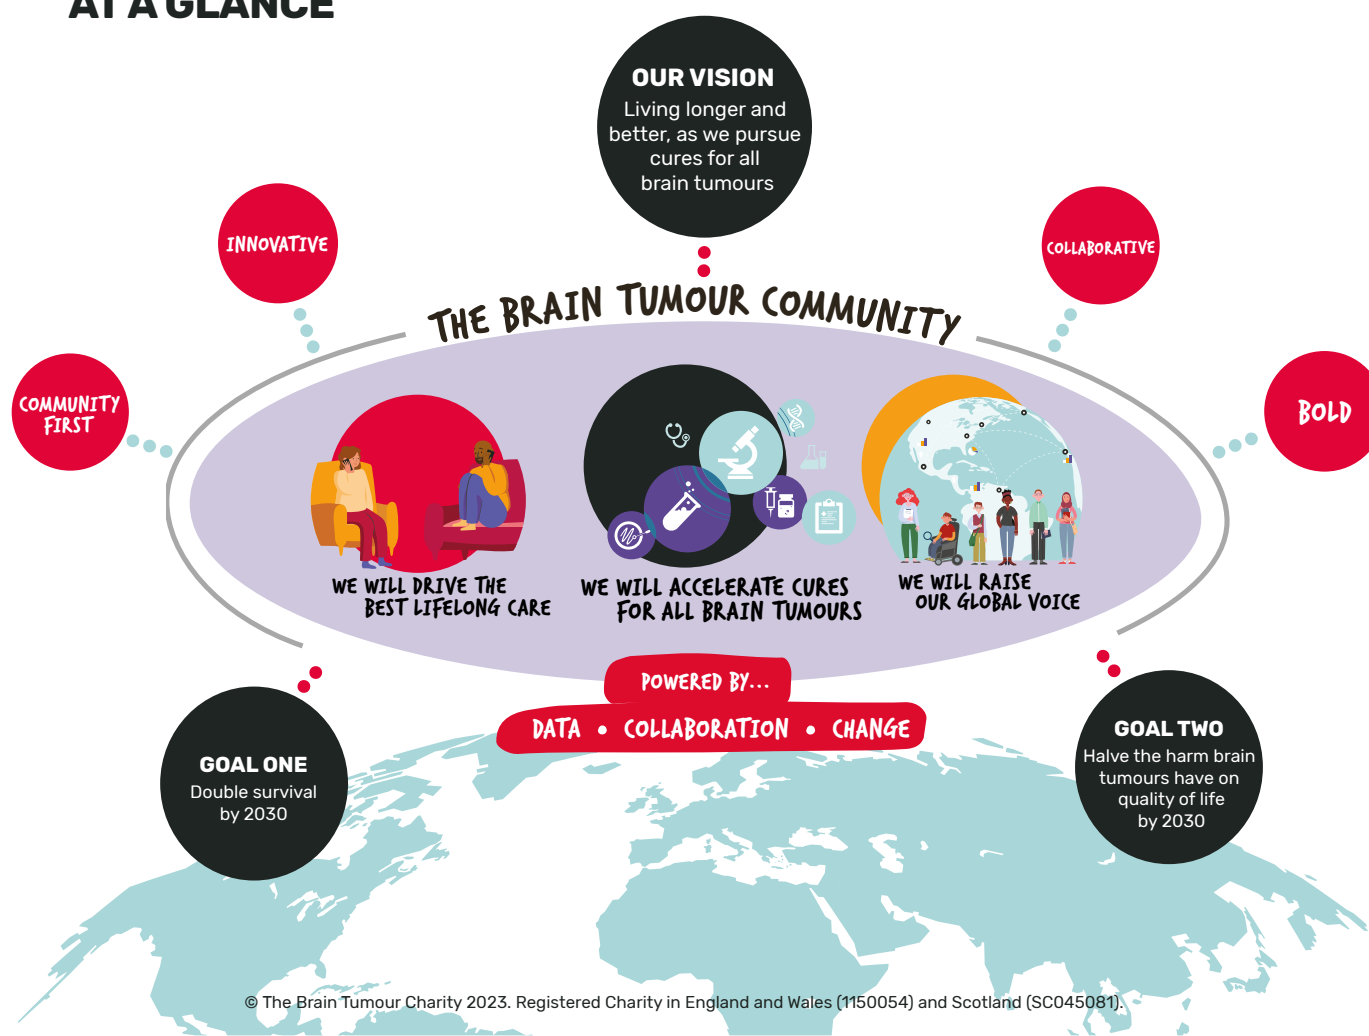 AT A GLANCE
OUR VISION
Living longer and
better, as we pursue
cures for all
brain tumours
INNOVATIVE
COLLABORATIVE
THE BRAIN TUMOUR COMMUNITY
COMMUNITY
FIRST
BOLD
WE WILL DRIVE THE
BEST LIFELONG CARE
WE WILL ACCELERATE CURES
FOR ALL BRAIN TUMOURS
WE WILL RAISE
OUR GLOBAL VOICE
POWERED BY...
DATA • COLLABORATION • CHANGE
GOAL ONE
Double survival
by 2030
GOAL TWO
Halve the harm brain
tumours have on
quality of life
by 2030
© The Brain Tumour Charity 2023. Registered Charity in England and Wales (1150054) and Scotland (SC045081).